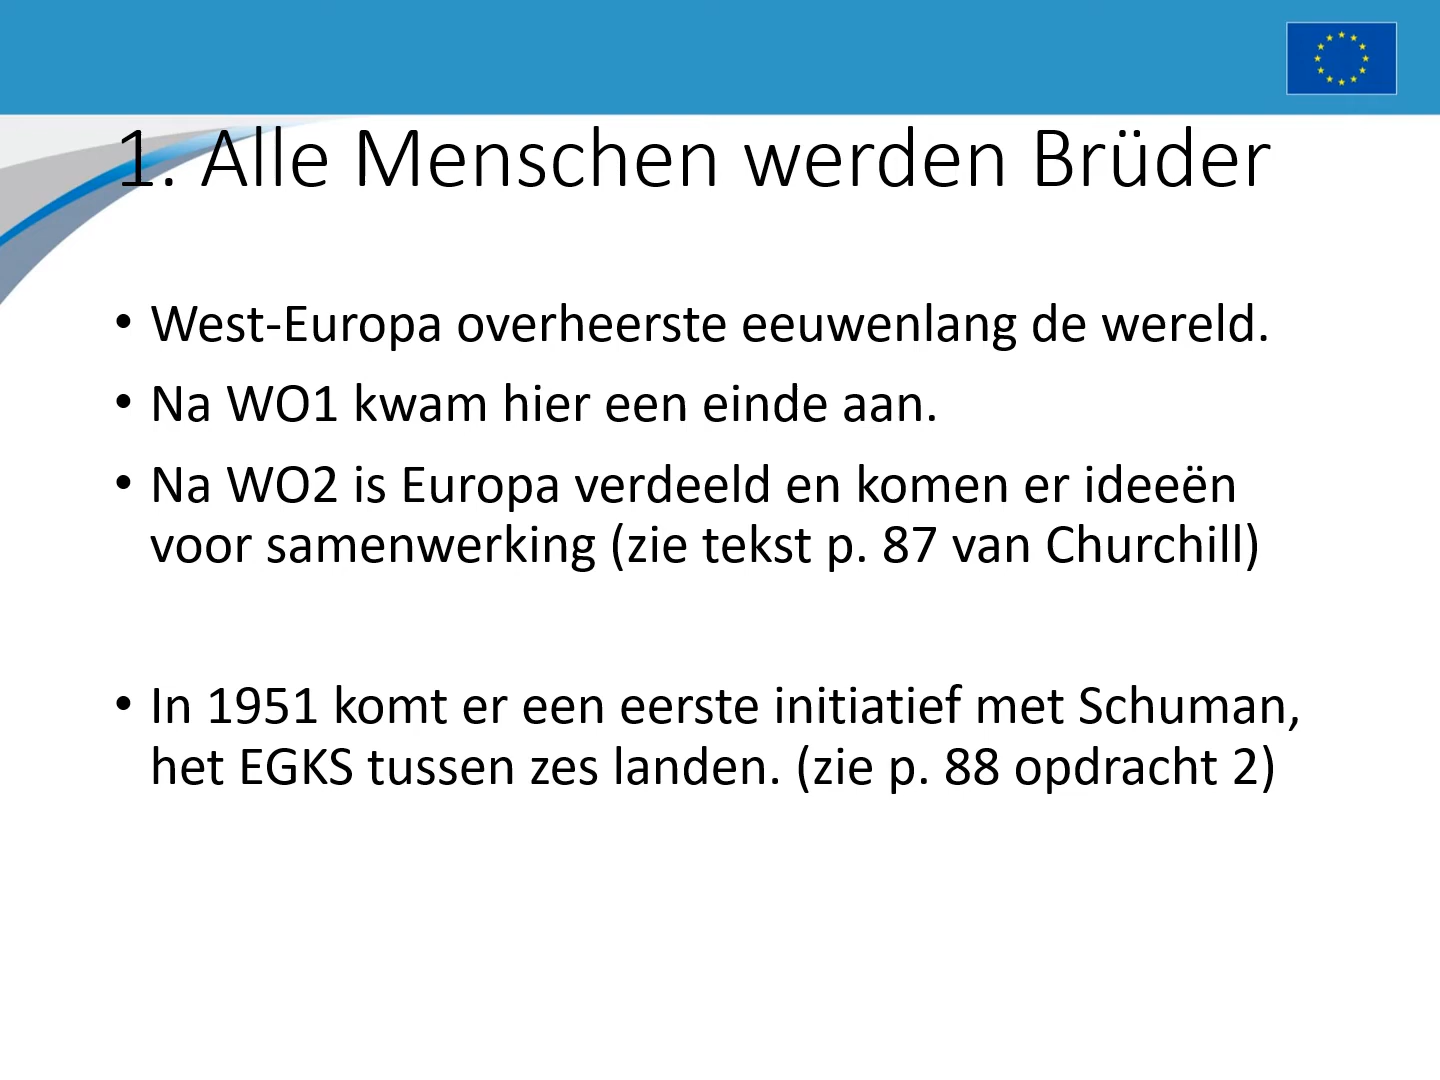 1. Alle Menschen werden Brüder
• West-Europa overheerste eeuwenlang de wereld.
• Na WO1 kwam hier een einde aan.
• Na WO2 is Europa verdeeld en komen er ideeën
voor samenwerking (zie tekst p. 87 van Churchill)
• In 1951 komt er een eerste initiatief met Schuman,
het EGKS tussen zes landen. (zie p. 88 opdracht 2)